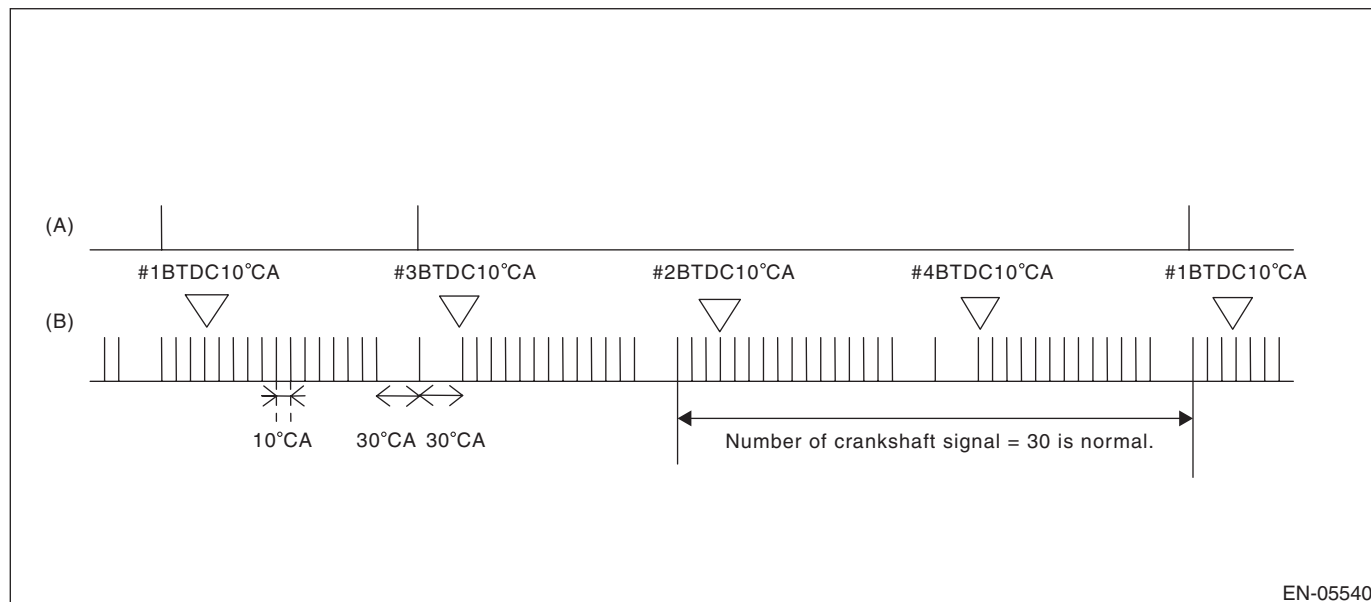 (A)
#1BTDC10°CA #3BTDC10°CA #2BTDC10°CA #4BTDC10°CA #1BTDC10°CA
(B)
10°CA 30°CA 30°CA Number of crankshaft signal = 30 is normal.
EN-05540